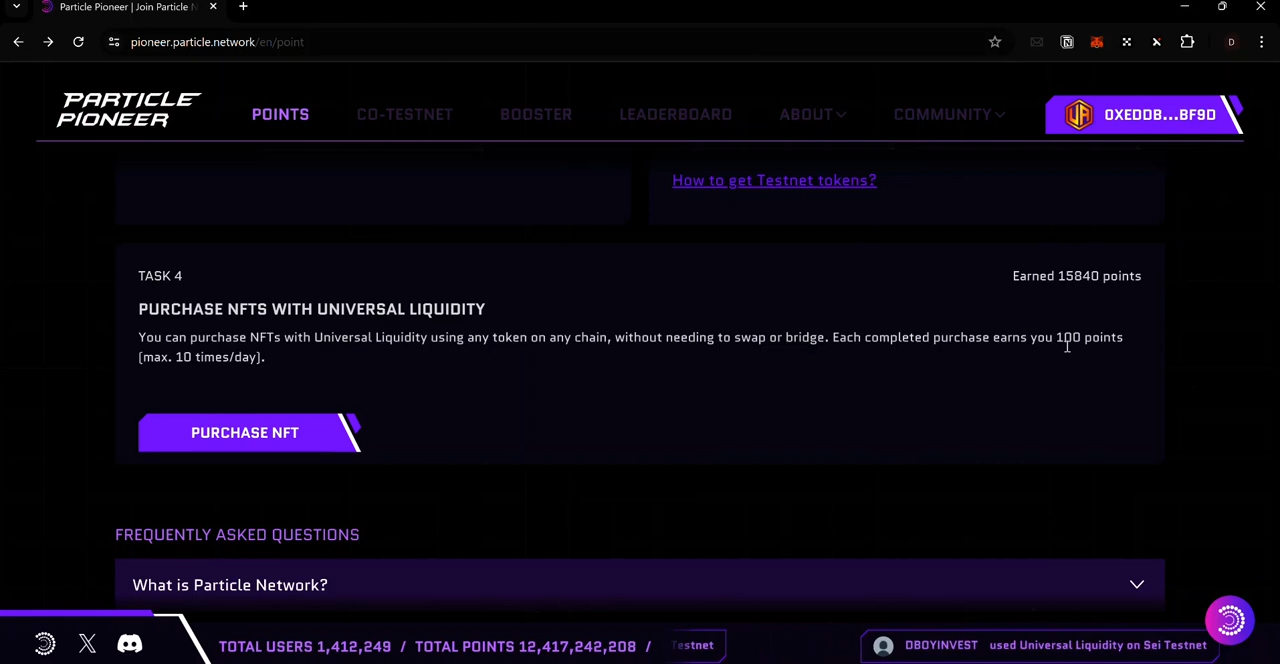 Particle Pioneer | Join Particle N
pioneer.particle.network/en/point
D
PARTICLE
PIONEER
POINTS
CO-TESTNET
BOOSTER
LEADERBOARD
ABOUT
COMMUNITY
UA
0XEDDB...BF9D
How to get Testnet tokens?
TASK 4
Earned 15840 points
PURCHASE NFTS WITH UNIVERSAL LIQUIDITY
You can purchase NFTs with Universal Liquidity using any token on any chain, without needing to swap or bridge. Each completed purchase earns you 100 points
(max. 10 times/day).
PURCHASE NFT
FREQUENTLY ASKED QUESTIONS
What is Particle Network?
TOTAL USERS 1,412,249 / TOTAL POINTS 12,417,242,208 /
Testnet
DBOYINVEST used Universal Liquidity on Sei Testnet